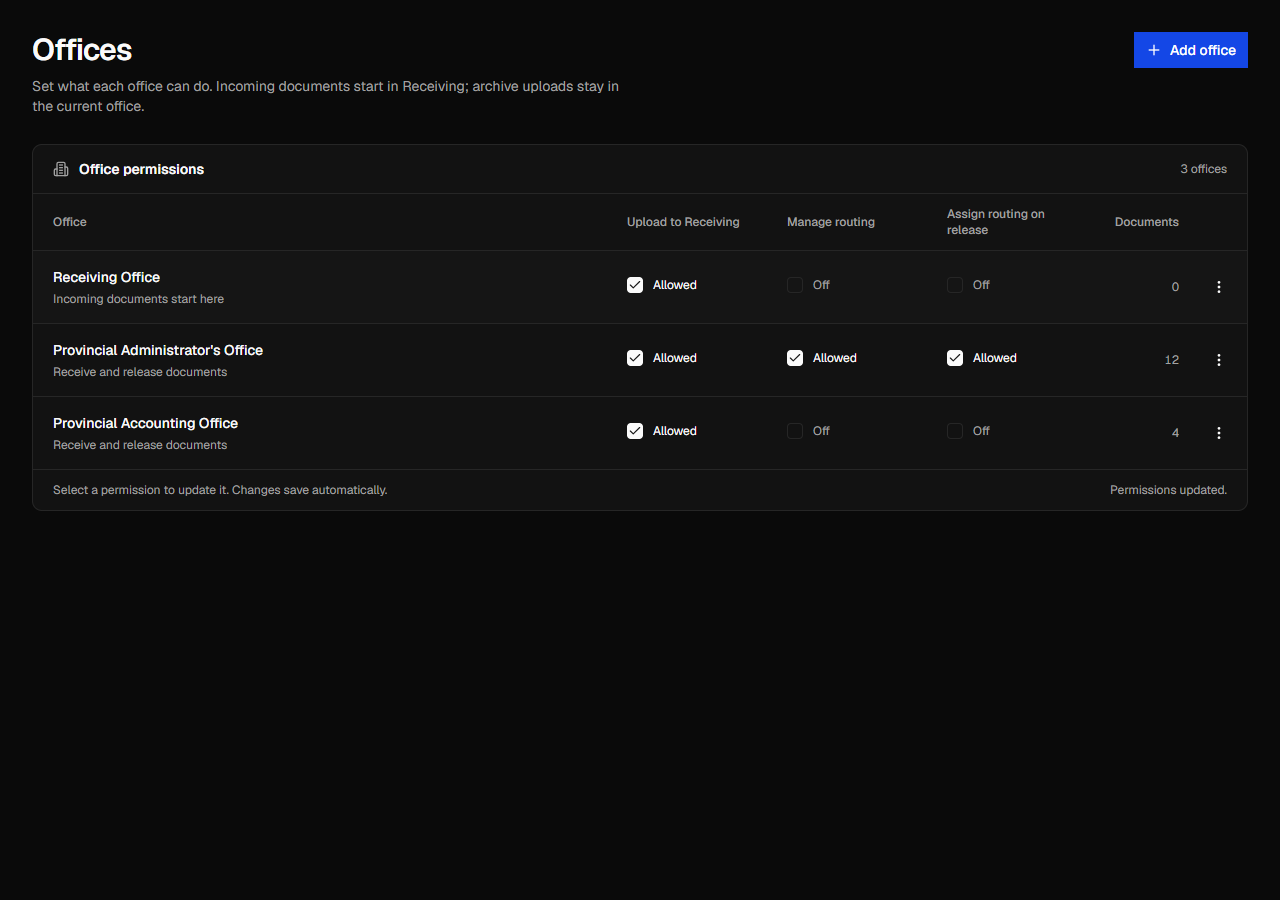 Offices
Add office
Set what each office can do. Incoming documents start in Receiving; archive uploads stay in
the current office.
Office permissions
3 offices
Office
Upload to Receiving
Manage routing
Assign routing on
release
Documents
Receiving Office
Incoming documents start here
Allowed
Off
Off
0
Provincial Administrator's Office
Receive and release documents
Allowed
Allowed
Allowed
12
Provincial Accounting Office
Receive and release documents
Allowed
Off
Off
4
Select a permission to update it. Changes save automatically.
Permissions updated.